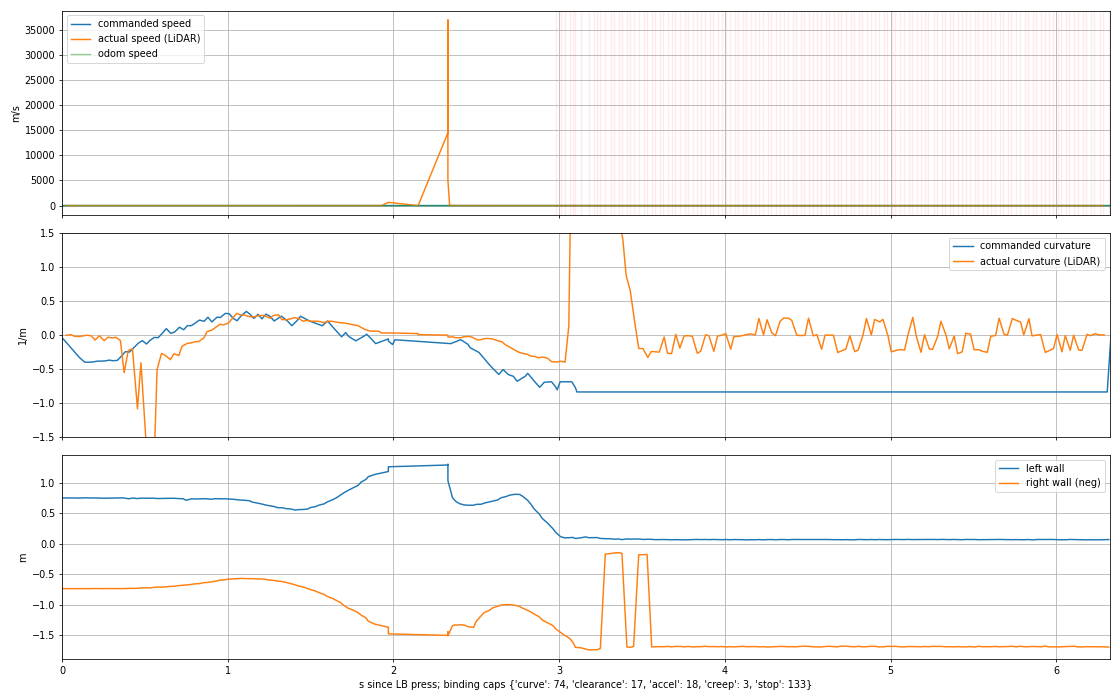 commanded speed
actual speed (LiDAR)
odom speed
35000
30000
25000
20000
15000
10000
5000
0
m/s
commanded curvature
actual curvature (LiDAR)
1.5
1.0
0.5
0.0
−0.5
−1.0
−1.5
1/m
left wall
right wall (neg)
1.0
0.5
0.0
−0.5
−1.0
−1.5
m
0 1 2 3 4 5 6
s since LB press; binding caps {'curve': 74, 'clearance': 17, 'accel': 18, 'creep': 3, 'stop': 133}